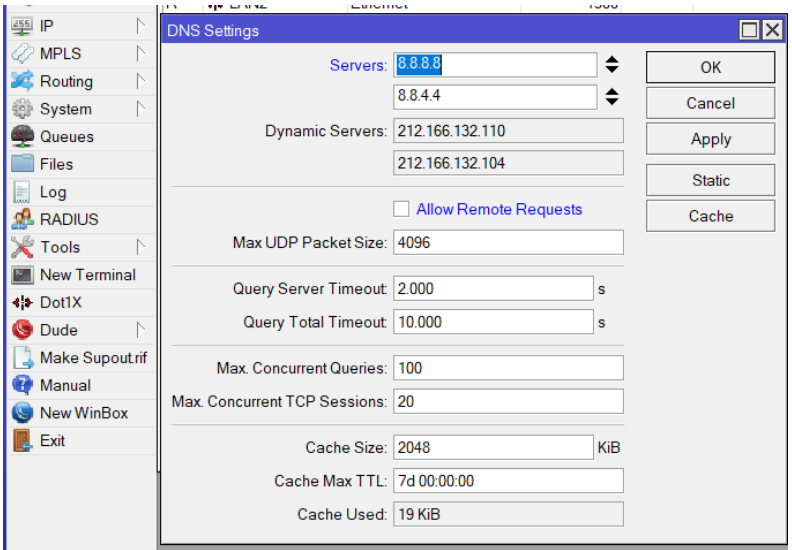 R LAN2 Ethernet 1500
255 IP
MPLS
Routing
System
Queues
Files
Log
RADIUS
Tools
New Terminal
Dot1X
Dude
Make Supout.rif
Manual
New WinBox
Exit
DNS Settings
Servers: 8.8.8.8
8.8.4.4
Dynamic Servers: 212.166.132.110
212.166.132.104
Allow Remote Requests
Max UDP Packet Size: 4096
Query Server Timeout: 2.000 s
Query Total Timeout: 10.000 s
Max. Concurrent Queries: 100
Max. Concurrent TCP Sessions: 20
Cache Size: 2048 KiB
Cache Max TTL: 7d 00:00:00
Cache Used: 19 KiB
OK
Cancel
Apply
Static
Cache